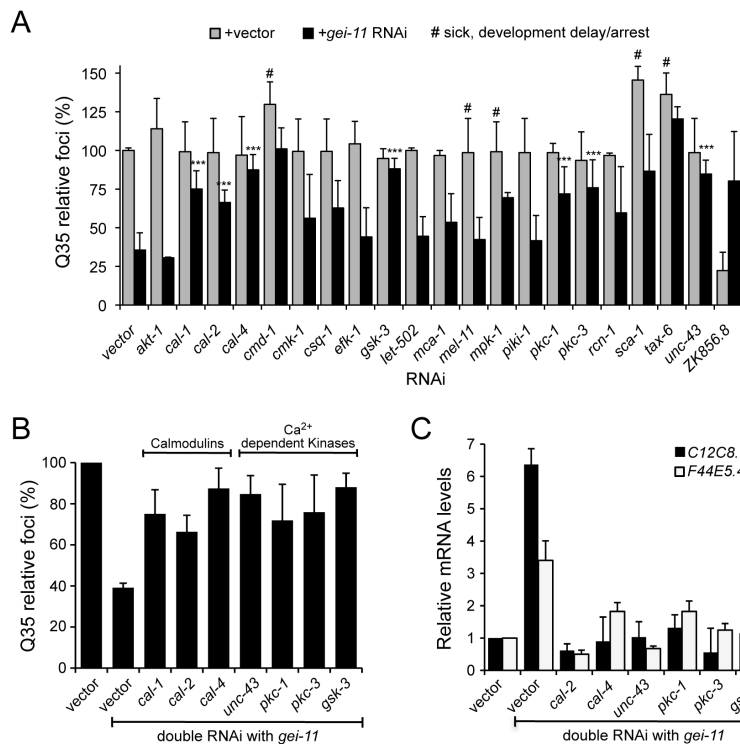 A
+vector
+gei-11 RNAi
# sick, development delay/arrest
Q35 relative foci (%)
150
125
100
75
50
25
0
# *** *** *** *** # # *** *** # # ***
vector
akt-1
cal-1
cal-2
cal-4
cmd-1
cmk-1
csq-1
efk-1
gsk-3
let-502
mca-1
mel-11
mpk-1
piki-1
pkc-1
pkc-3
rcn-1
sca-1
tax-6
unc-43
ZK856.8
RNAi
B
Calmodulins
Ca2+
dependent Kinases
Q35 relative foci (%)
100
80
60
40
20
0
vector
vector
cal-1
cal-2
cal-4
unc-43
pkc-1
pkc-3
gsk-3
double RNAi with gei-11
C
C12C8.
F44E5.4
Relative mRNA levels
7
6
5
4
3
2
1
0
vector
vector
cal-2
cal-4
unc-43
pkc-1
pkc-3
gs
double RNAi with gei-11